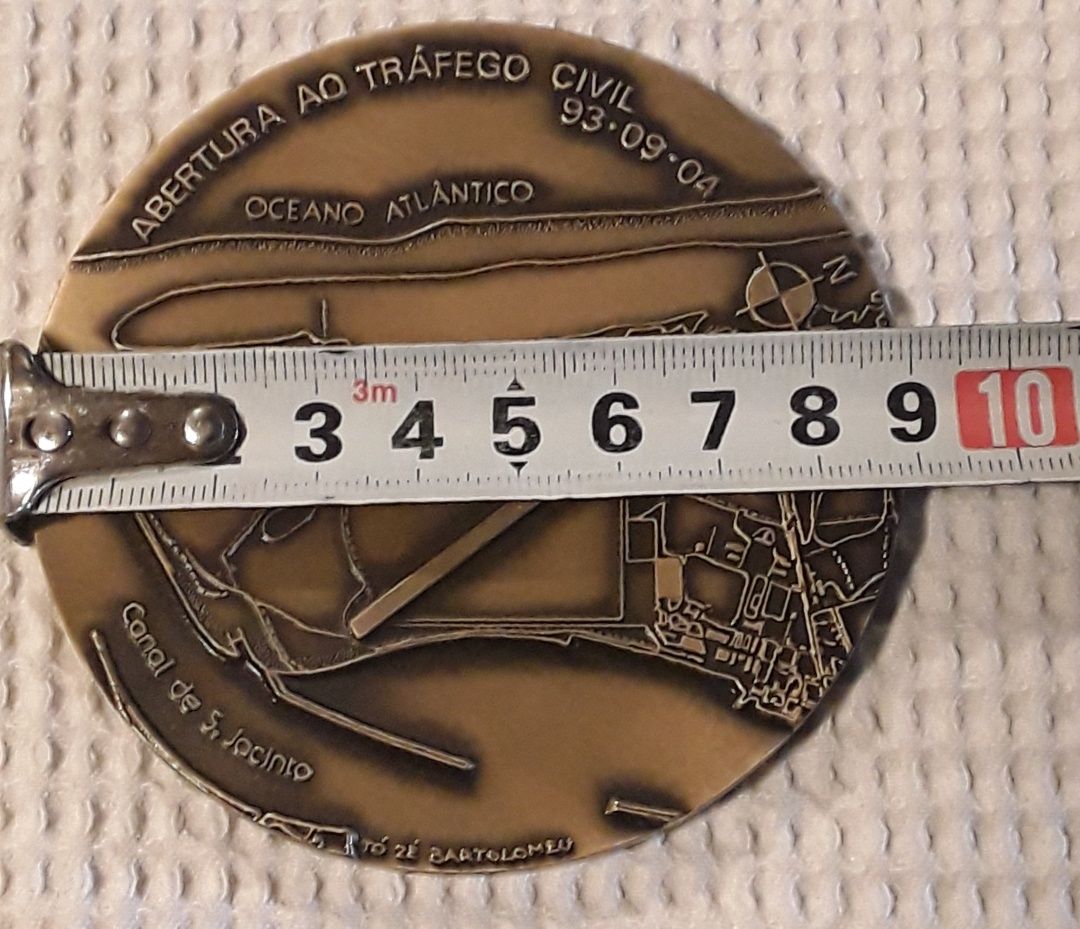 ABERTURA AO TRÁFEGO CIVIL
93·09·04
OCEANO ATLÂNTICO
N
3m
3 4 5 6 7 8 9 10
Canal de S. Jacinto
TÓ ZÉ BARTOLOMEU